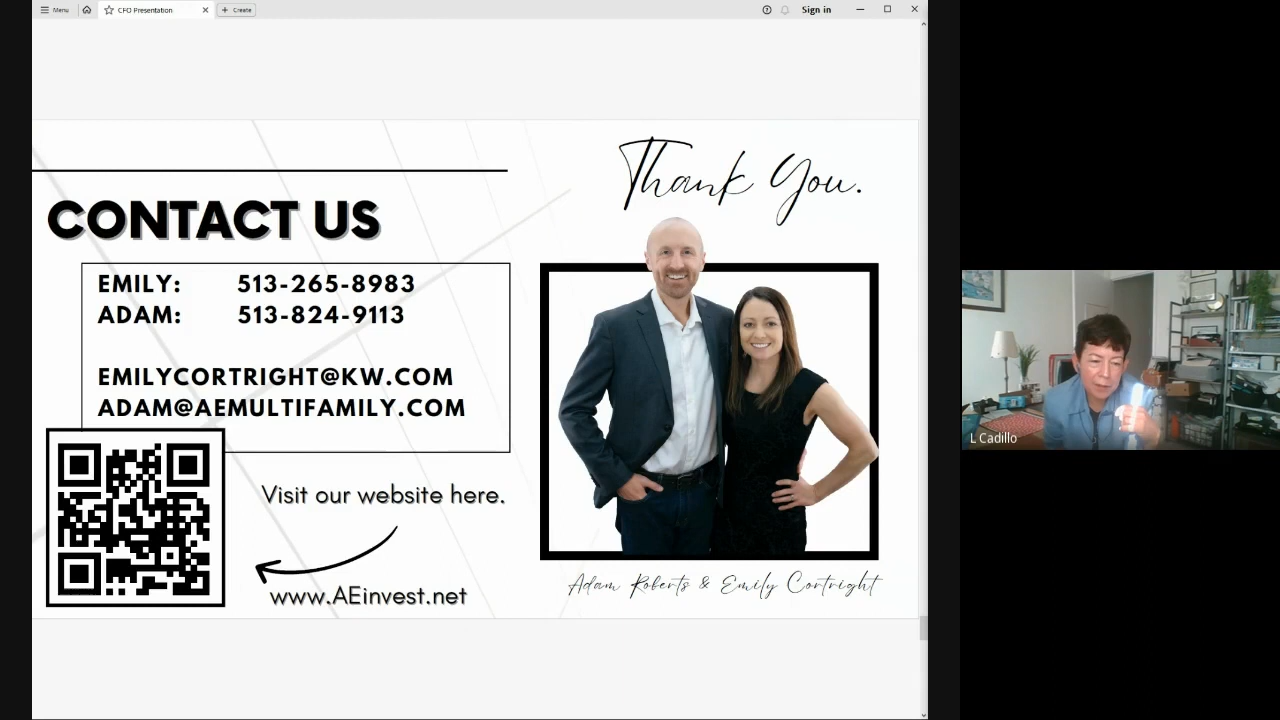 Menu
CFO Presentation
Create
Sign in
Thank You.
CONTACT US
EMILY: 513-265-8983
ADAM: 513-824-9113
EMILYCORTRIGHT@KW.COM
ADAM@AEMULTIFAMILY.COM
Visit our website here.
www.AEinvest.net
Adam Roberts & Emily Cortright
L Cadillo